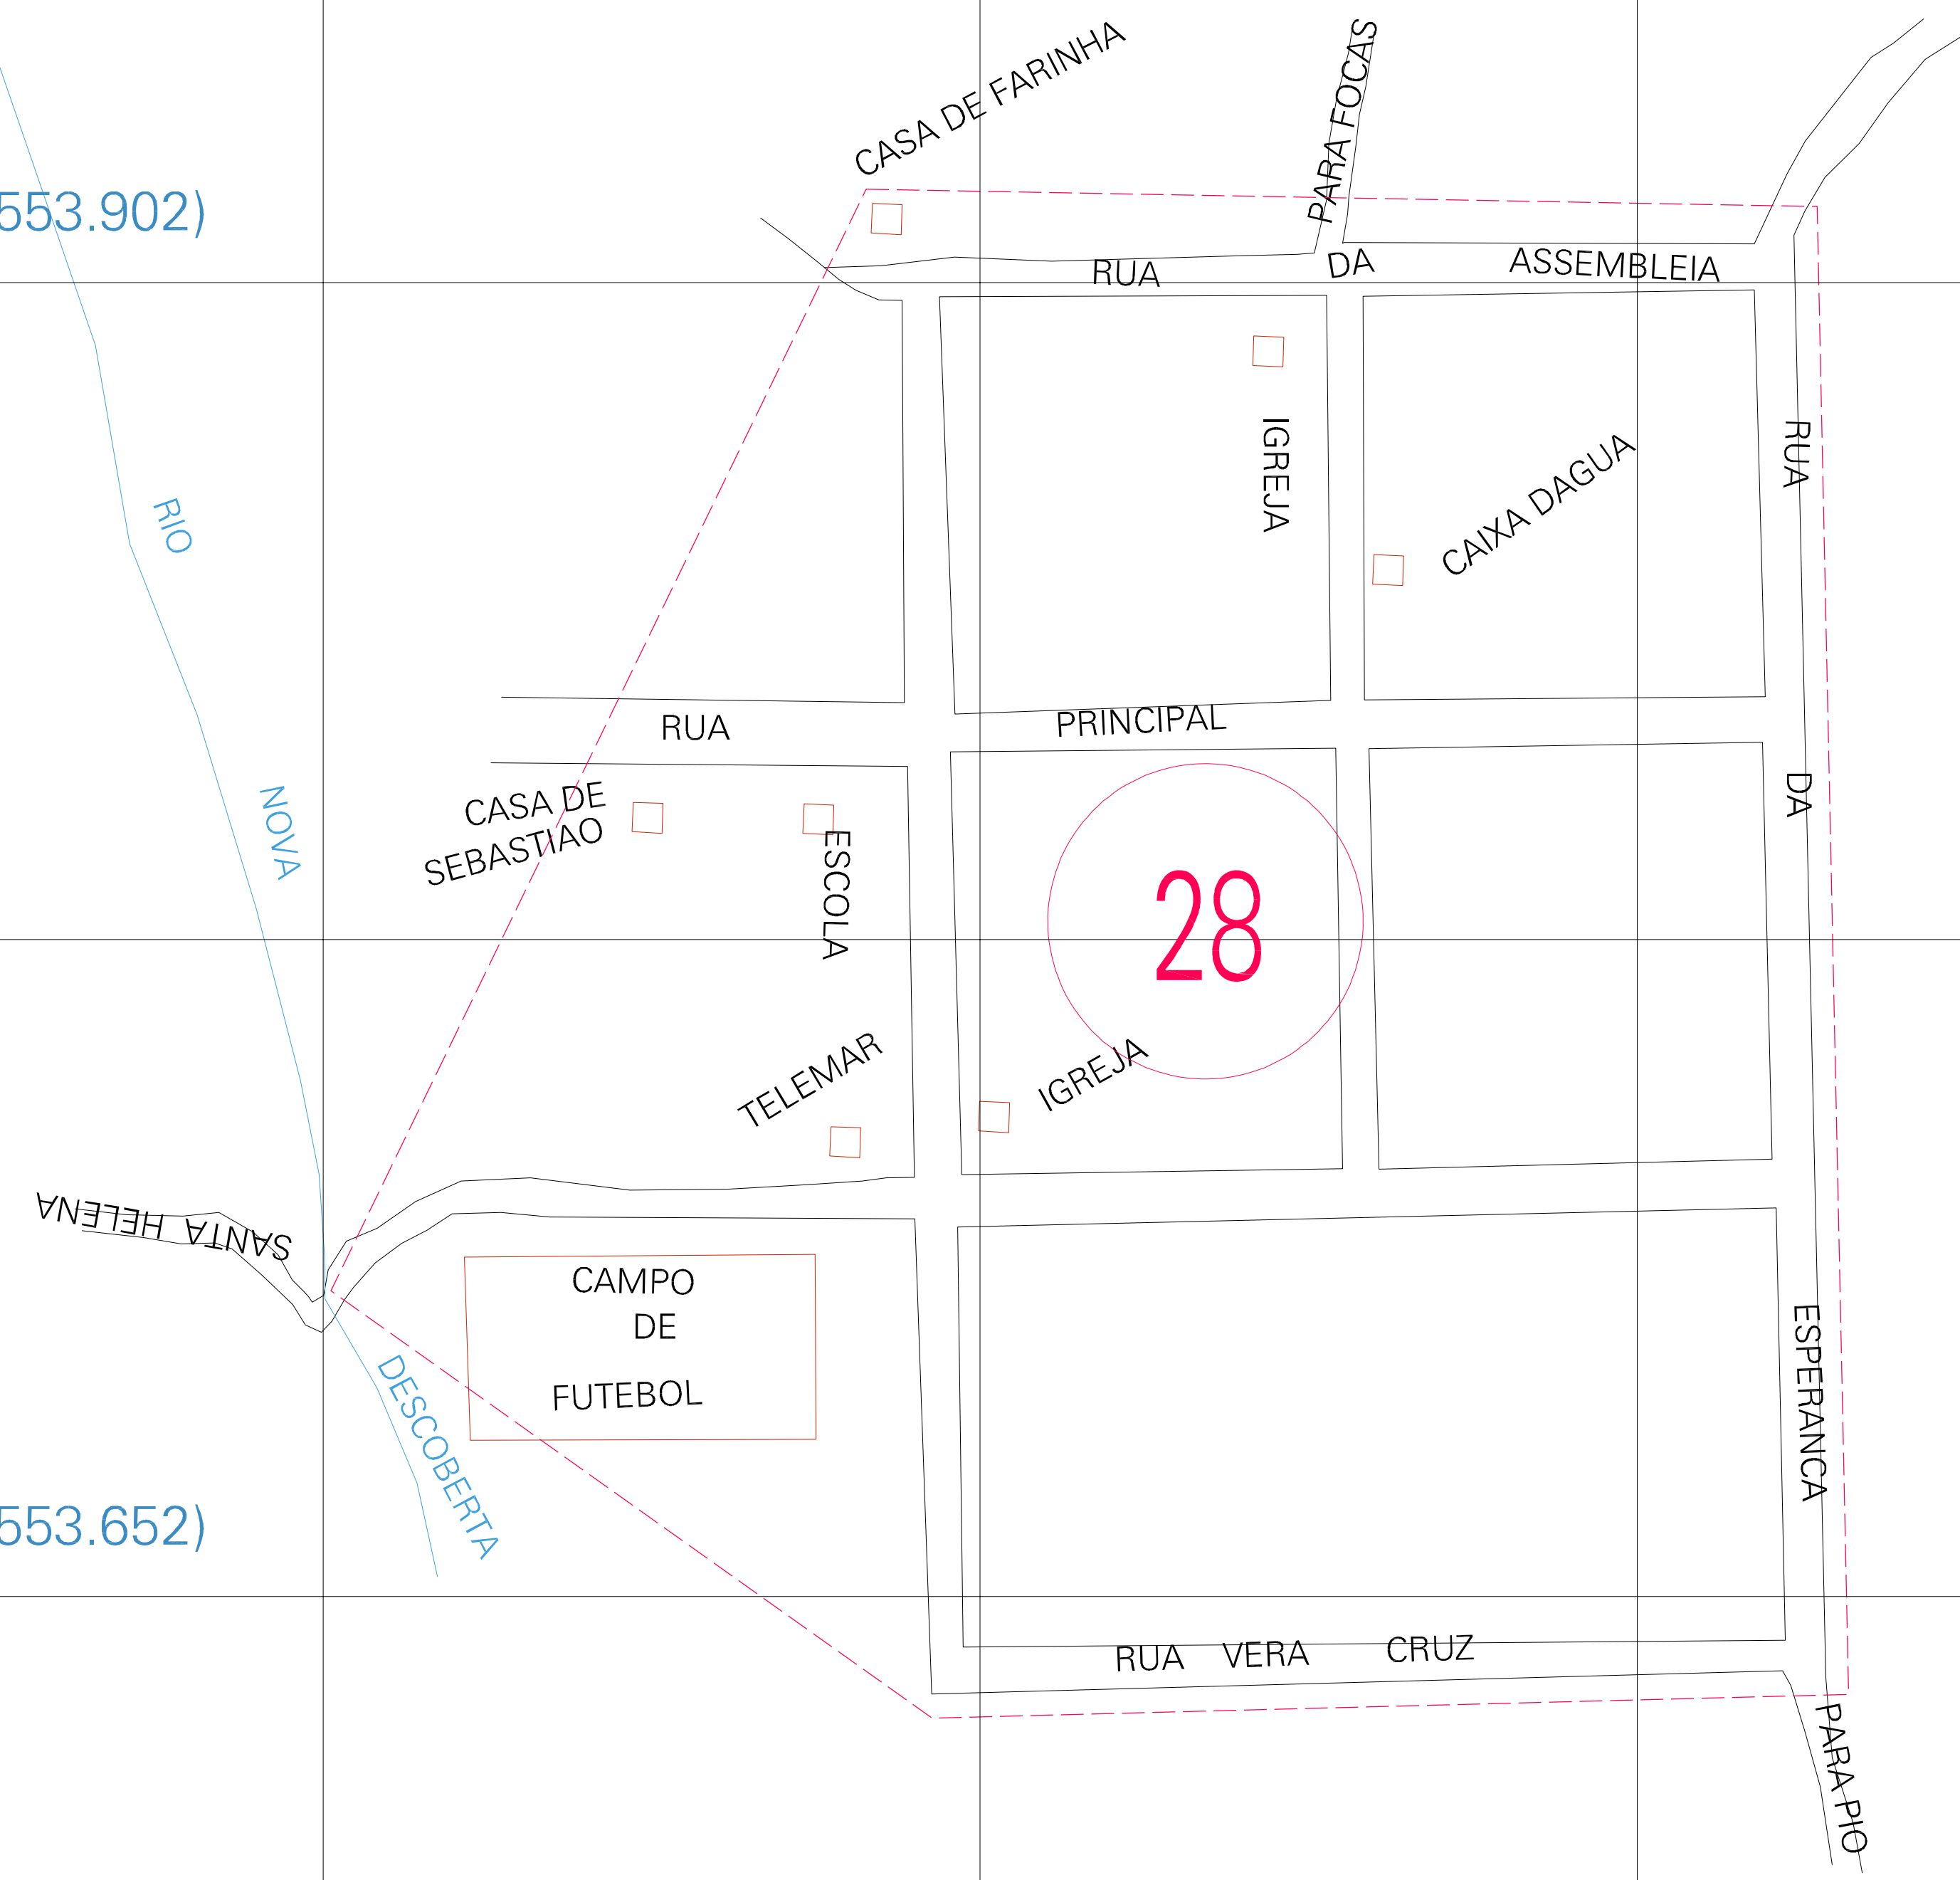 CASA DE FARINHA
PARA FOCAS
553.902)
RUA DA ASSEMBLEIA
IGREJA
CAIXA DAGUA
RUA DA ESPERANCA
RIO NOVA DESCOBERTA
RUA PRINCIPAL
CASA DE
SEBASTIAO
ESCOLA
28
TELEMAR
IGREJA
SANTA HELENA
CAMPO
DE
FUTEBOL
553.652)
RUA VERA CRUZ
PARA PIO